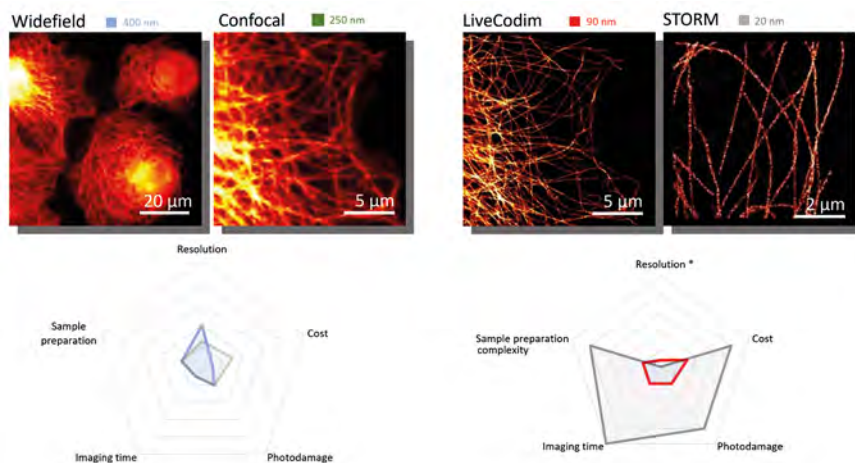 Widefield 400 nm Confocal 250 nm LiveCodim 90 nm STORM 20 nm
20 µm 5 µm 5 µm 2 µm
Resolution
Sample
preparation
Cost
Imaging time
Photodamage
Resolution *
Sample preparation
complexity
Cost
Imaging time
Photodamage